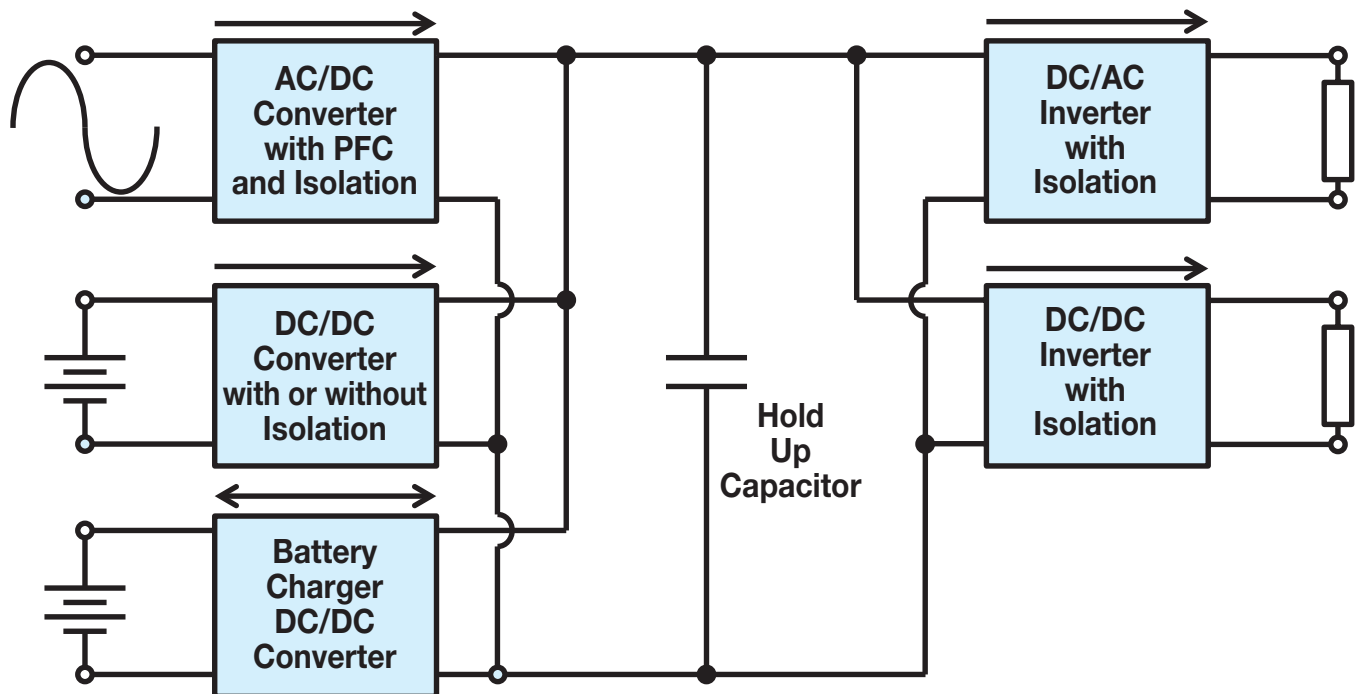 AC/DC
Converter
with PFC
and Isolation
DC/DC
Converter
with or without
Isolation
Battery
Charger
DC/DC
Converter
Hold
Up
Capacitor
DC/AC
Inverter
with
Isolation
DC/DC
Inverter
with
Isolation